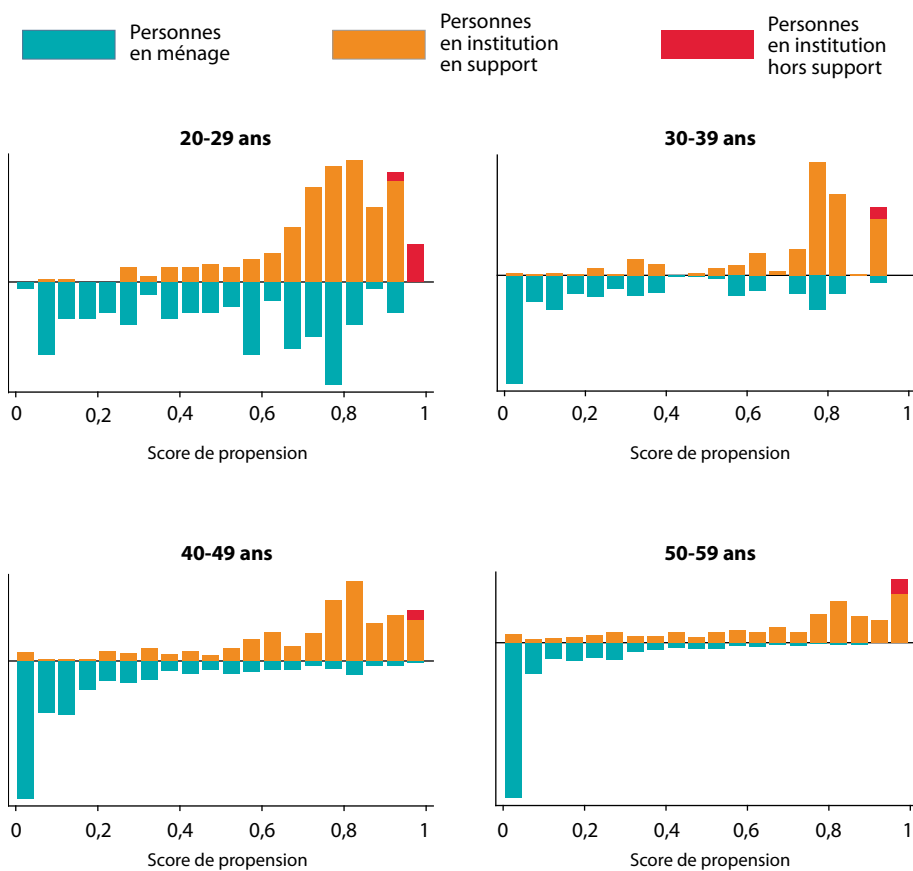 Personnes
en ménage
Personnes
en institution
en support
Personnes
en institution
hors support
20-29 ans
0
0,2
0,4
0,6
0,8
1
Score de propension
30-39 ans
0
0,2
0,4
0,6
0,8
1
Score de propension
40-49 ans
0
0,2
0,4
0,6
0,8
1
Score de propension
50-59 ans
0
0,2
0,4
0,6
0,8
1
Score de propension